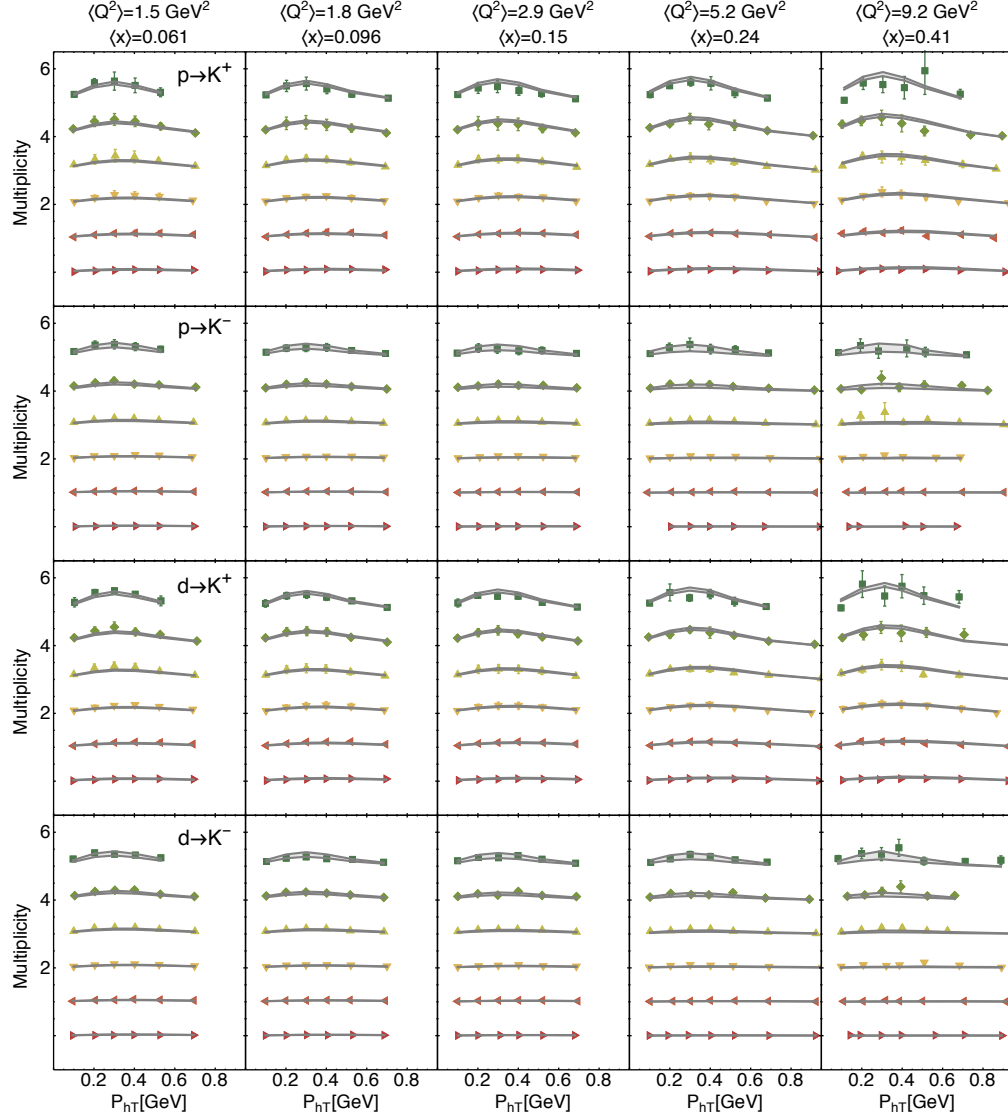 ⟨Q²⟩=1.5 GeV² ⟨Q²⟩=1.8 GeV² ⟨Q²⟩=2.9 GeV² ⟨Q²⟩=5.2 GeV² ⟨Q²⟩=9.2 GeV²
⟨x⟩=0.061 ⟨x⟩=0.096 ⟨x⟩=0.15 ⟨x⟩=0.24 ⟨x⟩=0.41
6
p→K⁺
4
Multiplicity
2
6
p→K⁻
4
Multiplicity
2
6
d→K⁺
4
Multiplicity
2
6
d→K⁻
4
Multiplicity
2
0.2 0.4 0.6 0.8 0.2 0.4 0.6 0.8 0.2 0.4 0.6 0.8 0.2 0.4 0.6 0.8 0.2 0.4 0.6 0.8
P_hT[GeV] P_hT[GeV] P_hT[GeV] P_hT[GeV] P_hT[GeV]